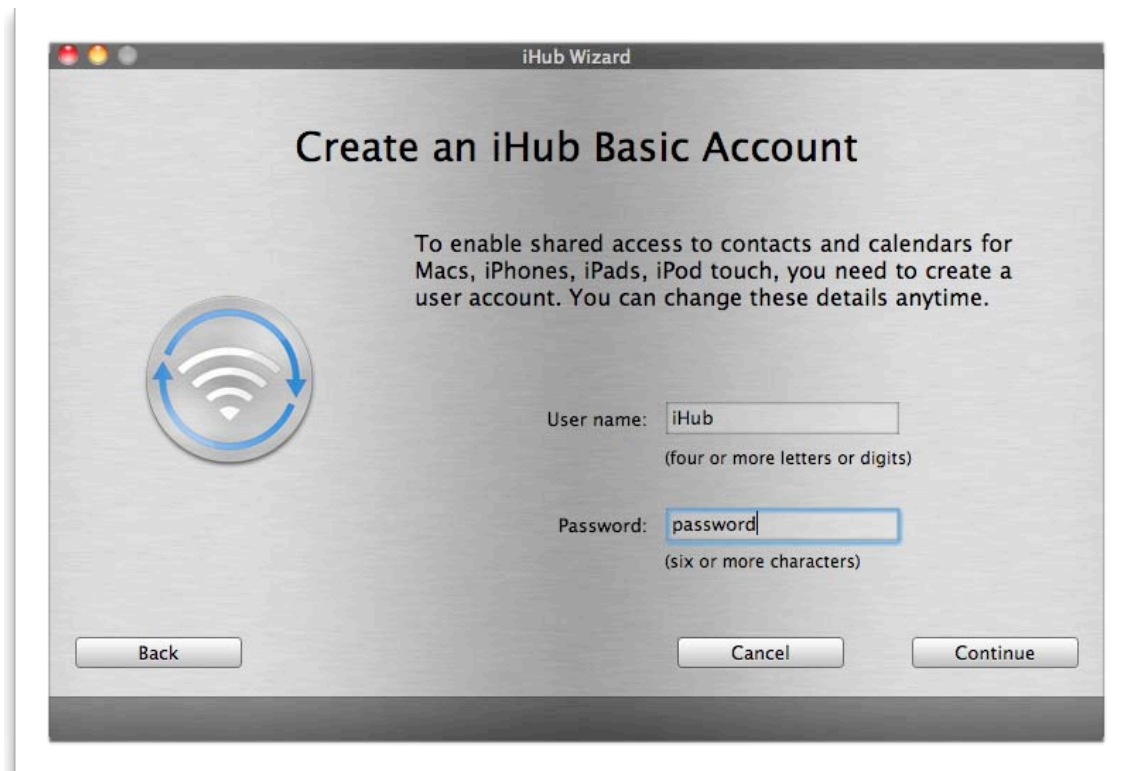 iHub Wizard
Create an iHub Basic Account
To enable shared access to contacts and calendars for
Macs, iPhones, iPads, iPod touch, you need to create a
user account. You can change these details anytime.
User name: iHub
(four or more letters or digits)
Password: password
(six or more characters)
Back Cancel Continue